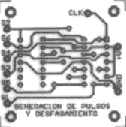 CLK
GENERACION DE PULSOS
Y DESFASAMIENTO